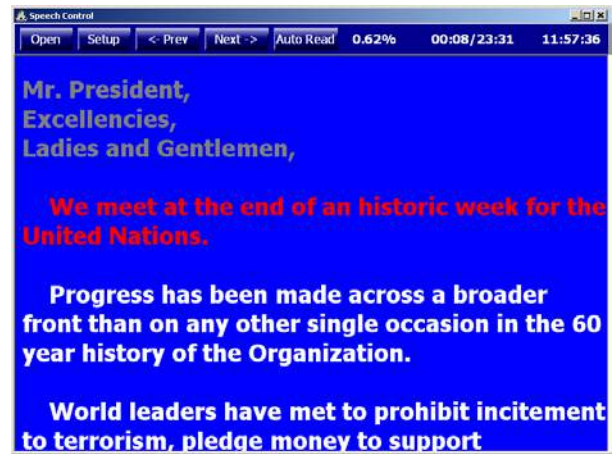 Speech Control
Open Setup <- Prev Next -> Auto Read 0.62% 00:08/23:31 11:57:36
Mr. President,
Excellencies,
Ladies and Gentlemen,
We meet at the end of an historic week for the
United Nations.
Progress has been made across a broader
front than on any other single occasion in the 60
year history of the Organization.
World leaders have met to prohibit incitement
to terrorism, pledge money to support